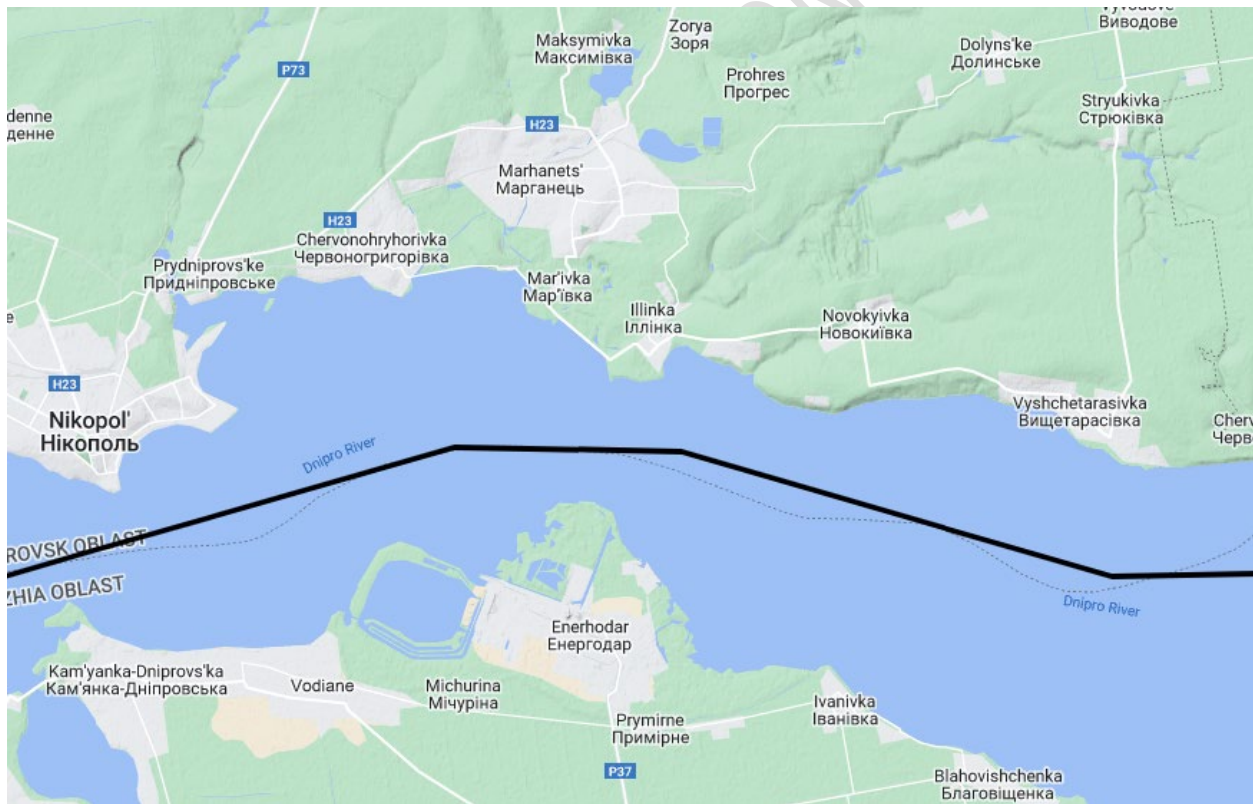 Zorya
Зоря
Maksymivka
Максимівка
Dolyns'ke
Долинське
Виводове
P73
Prohres
Прогрес
denne
денне
Stryukivka
Стрюківка
H23
Marhanets'
Марганець
H23
Chervonohryhorivka
Червоногригорівка
Prydniprovs'ke
Придніпровське
Mar'ivka
Мар'ївка
Illinka
Іллінка
Novokyivka
Новокиївка
e
H23
Nikopol'
Нікополь
Vyshchetarasivka
Вищетарасівка
Cherv
Черво
Dnipro River
ROVSK OBLAST
ZHIA OBLAST
Dnipro River
Enerhodar
Енергодар
Kam'yanka-Dniprovs'ka
Кам'янка-Дніпровська
Vodiane
Michurina
Мічуріна
Ivanivka
Іванівка
Prymirne
Примірне
P37
Blahovishchenka
Благовіщенка